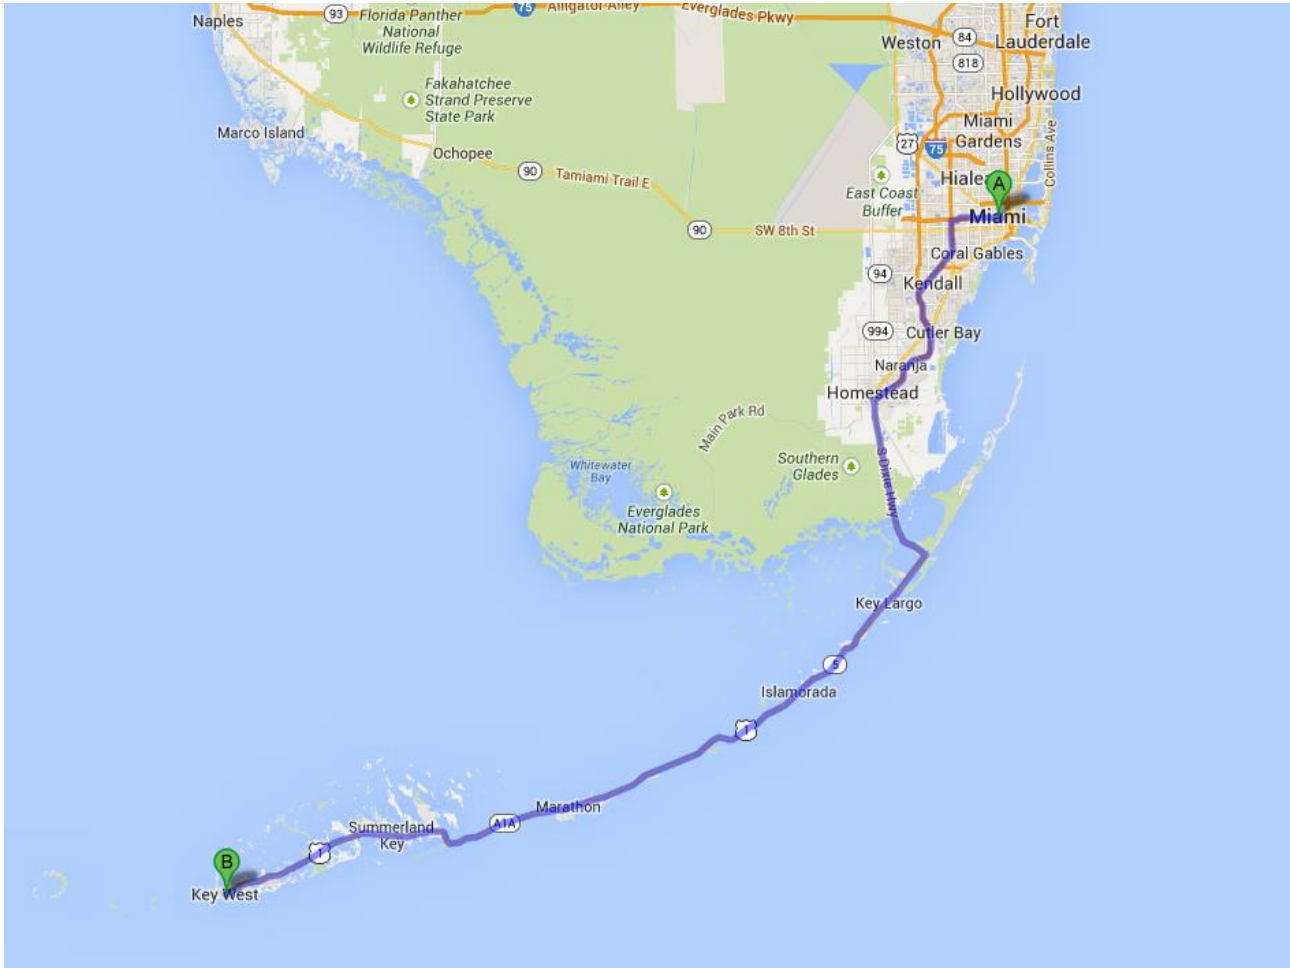 Naples
93
Florida Panther
National
Wildlife Refuge
75
Alligator Alley
Everglades Pkwy
Fort
Lauderdale
Weston
84
818
Hollywood
Fakahatchee
Strand Preserve
State Park
Marco Island
Ochopee
90
Tamiami Trail E
27
75
Miami
Gardens
Collins Ave
Hialea
A
East Coast
Buffer
Miami
90
SW 8th St
Coral Gables
94
Kendall
994
Cutler Bay
Naranja
Homestead
Main Park Rd
Southern
Glades
S Dixie Hwy
Whitewater
Bay
Everglades
National Park
Key Largo
5
Islamorada
1
Marathon
A1A
Summerland
Key
1
B
Key West